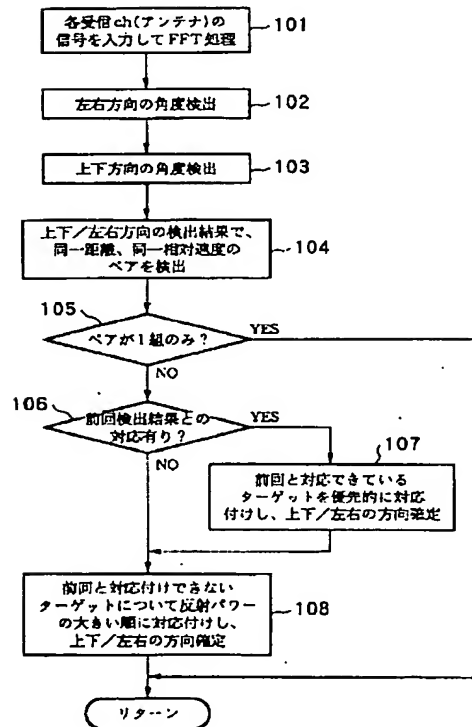 各受信ch(アンテナ)の
信号を入力してFFT処理
101
左右方向の角度検出
102
上下方向の角度検出
103
上下/左右方向の検出結果で、
同一距離、同一相対速度の
ペアを検出
104
105
ペアが1組のみ?
YES
NO
106
前回検出結果との
対応有り?
YES
NO
107
前回と対応できている
ターゲットを優先的に対応
付けし、上下/左右の方向確定
前回と対応付けできない
ターゲットについて反射パワー
の大きい順に対応付けし、
上下/左右の方向確定
108
リターン